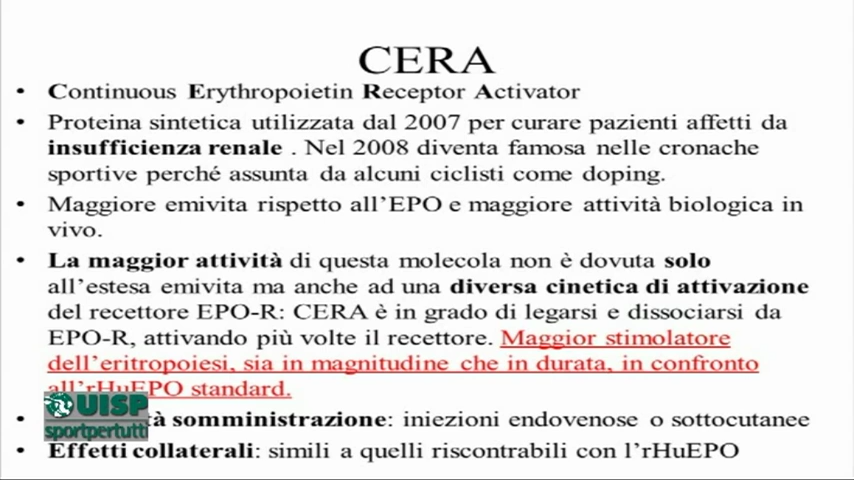 CERA
• Continuous Erythropoietin Receptor Activator
• Proteina sintetica utilizzata dal 2007 per curare pazienti affetti da
insufficienza renale . Nel 2008 diventa famosa nelle cronache
sportive perché assunta da alcuni ciclisti come doping.
• Maggiore emivita rispetto all'EPO e maggiore attività biologica in
vivo.
• La maggior attività di questa molecola non è dovuta solo
all'estesa emivita ma anche ad una diversa cinetica di attivazione
del recettore EPO-R: CERA è in grado di legarsi e dissociarsi da
EPO-R, attivando più volte il recettore. Maggior stimolatore
dell'eritropoiesi, sia in magnitudine che in durata, in confronto
all'rHuEPO standard.
• somministrazione: iniezioni endovenose o sottocutanee
• Effetti collaterali: simili a quelli riscontrabili con l'rHuEPO
UISP
sportpertutti